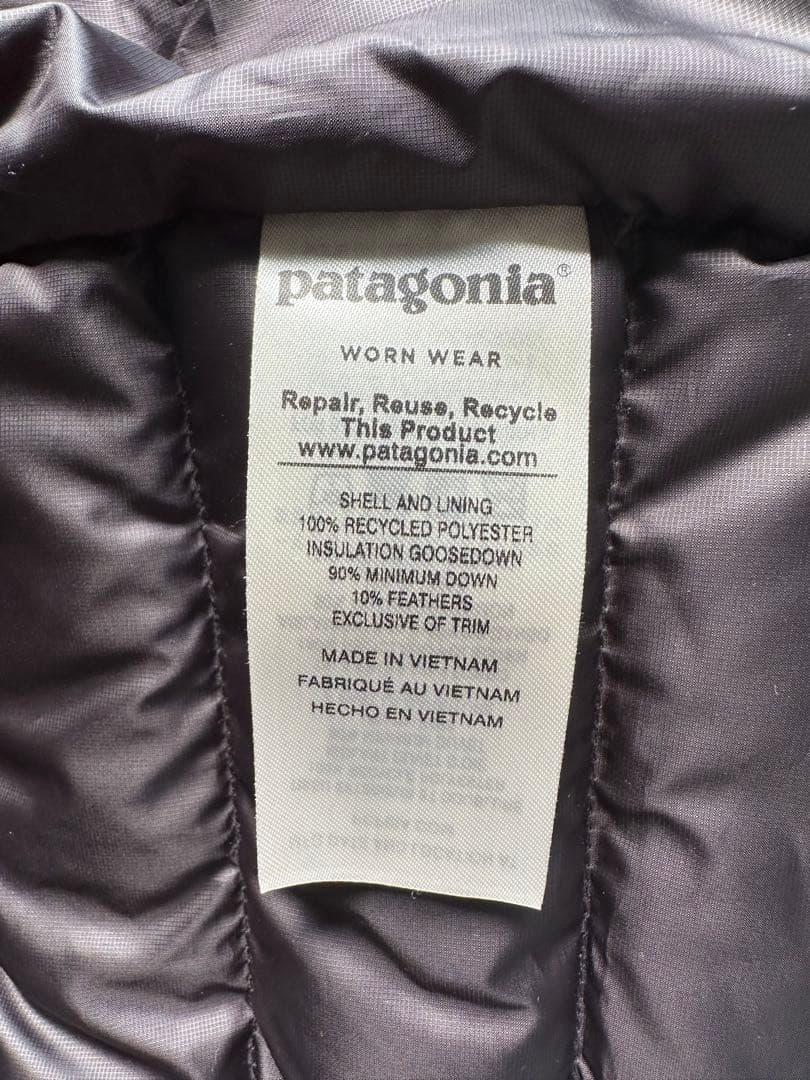 patagonia®
WORN WEAR
Repair, Reuse, Recycle
This Product
www.patagonia.com
SHELL AND LINING
100% RECYCLED POLYESTER
INSULATION GOOSEDOWN
90% MINIMUM DOWN
10% FEATHERS
EXCLUSIVE OF TRIM
MADE IN VIETNAM
FABRIQUÉ AU VIETNAM
HECHO EN VIETNAM